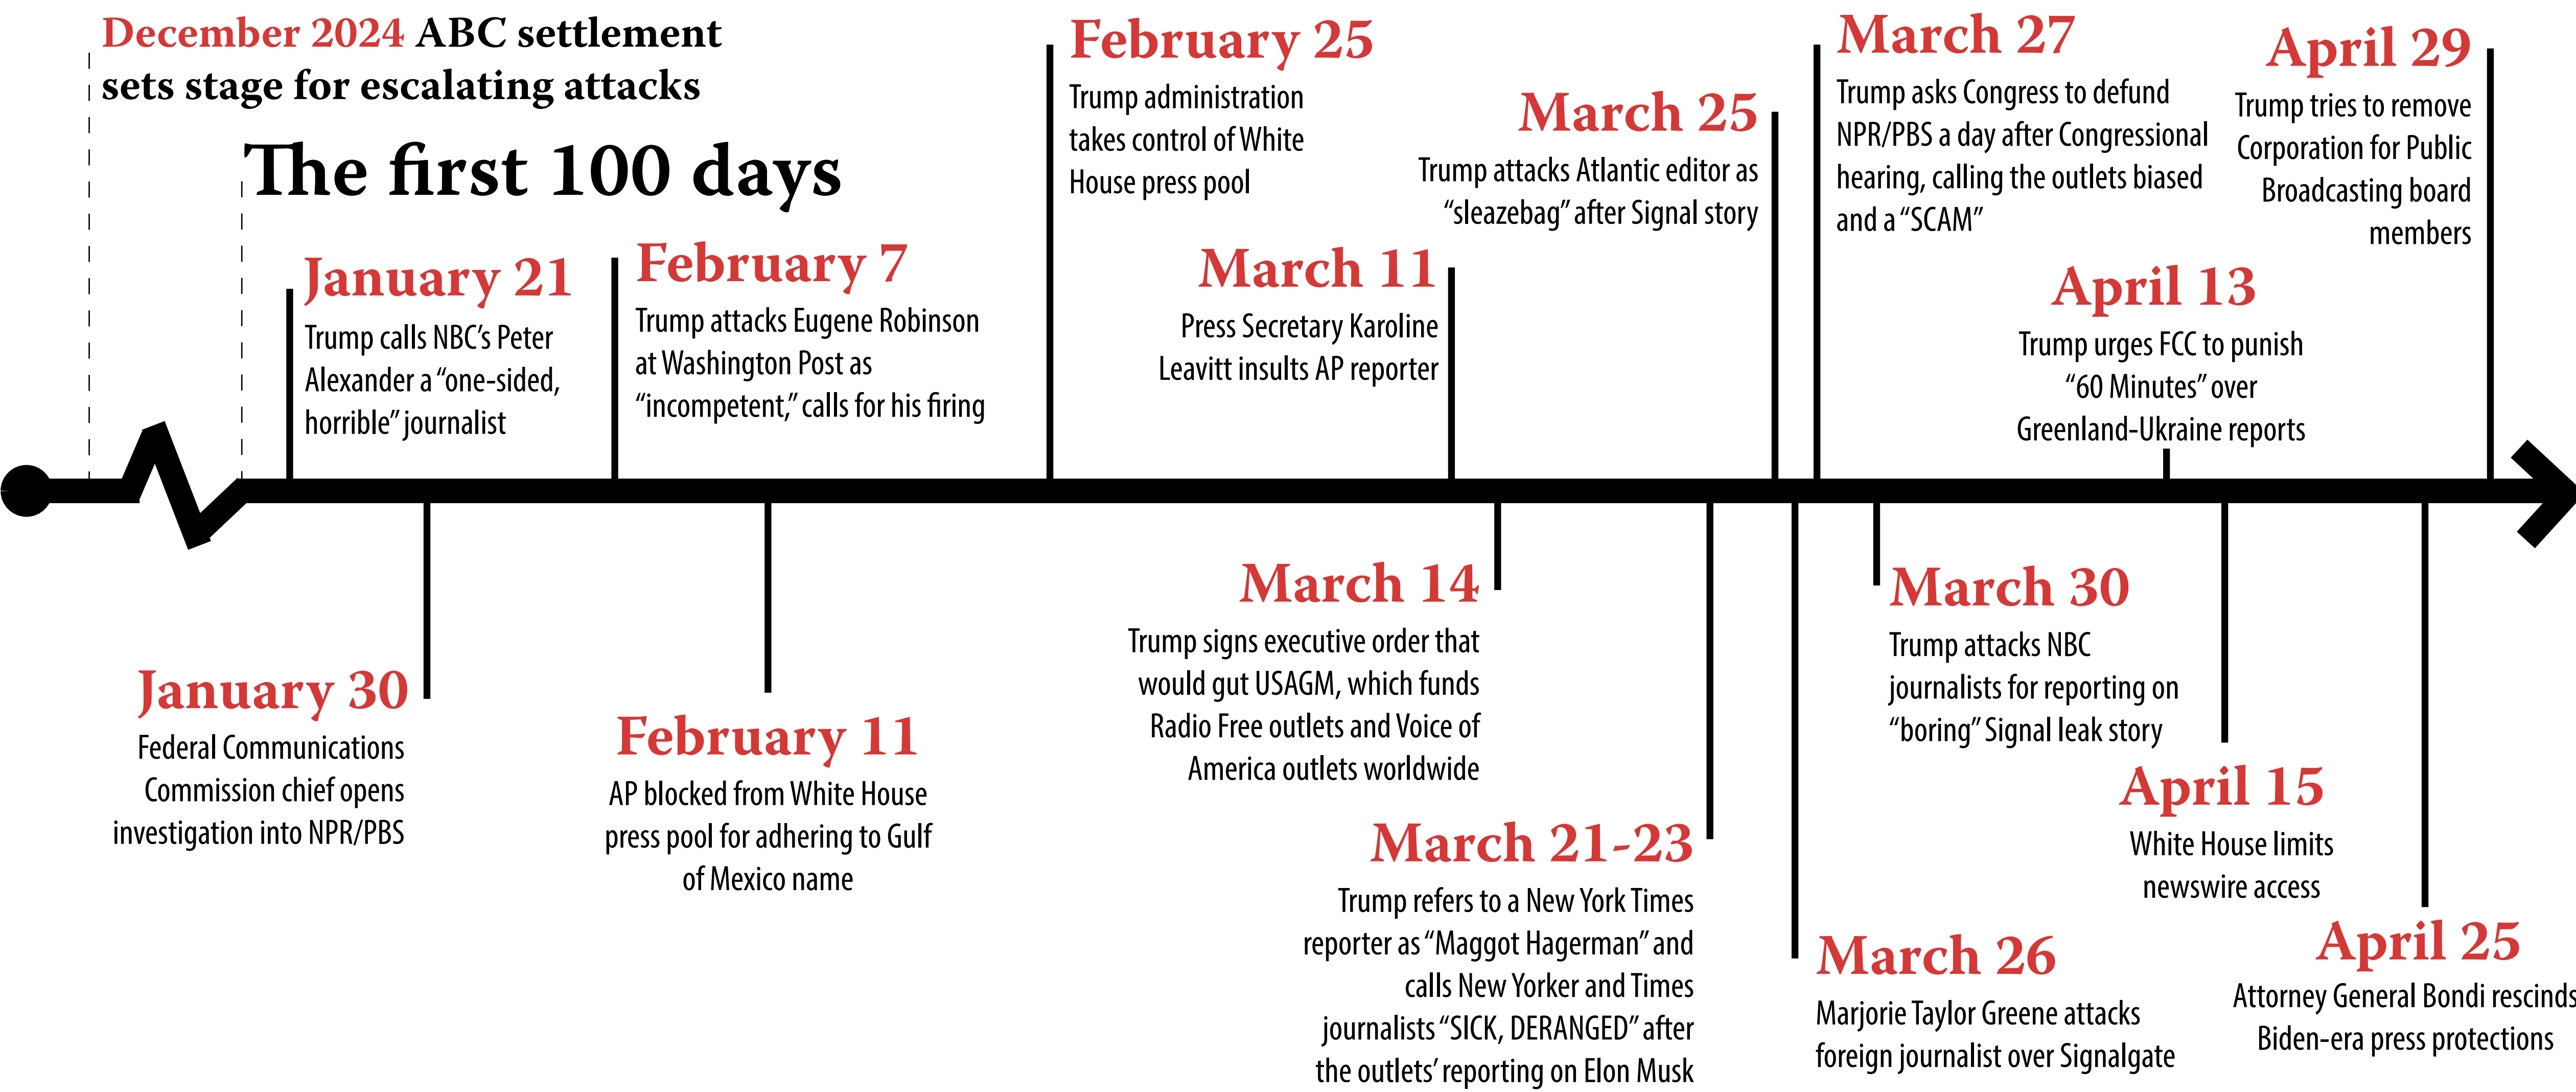 December 2024 ABC settlement
sets stage for escalating attacks
The first 100 days
January 21
Trump calls NBC’s Peter
Alexander a “one-sided,
horrible” journalist
January 30
Federal Communications
Commission chief opens
investigation into NPR/PBS
February 7
Trump attacks Eugene Robinson
at Washington Post as
“incompetent,” calls for his firing
February 11
AP blocked from White House
press pool for adhering to Gulf
of Mexico name
February 25
Trump administration
takes control of White
House press pool
March 11
Press Secretary Karoline
Leavitt insults AP reporter
March 14
Trump signs executive order that
would gut USAGM, which funds
Radio Free outlets and Voice of
America outlets worldwide
March 21-23
Trump refers to a New York Times
reporter as “Maggot Hagerman” and
calls New Yorker and Times
journalists “SICK, DERANGED” after
the outlets’ reporting on Elon Musk
March 25
Trump attacks Atlantic editor as
“sleazebag” after Signal story
March 26
Marjorie Taylor Greene attacks
foreign journalist over Signalgate
March 27
Trump asks Congress to defund
NPR/PBS a day after Congressional
hearing, calling the outlets biased
and a “SCAM”
March 30
Trump attacks NBC
journalists for reporting on
“boring” Signal leak story
April 13
Trump urges FCC to punish
“60 Minutes” over
Greenland-Ukraine reports
April 15
White House limits
newswire access
April 25
Attorney General Bondi rescinds
Biden-era press protections
April 29
Trump tries to remove
Corporation for Public
Broadcasting board
members